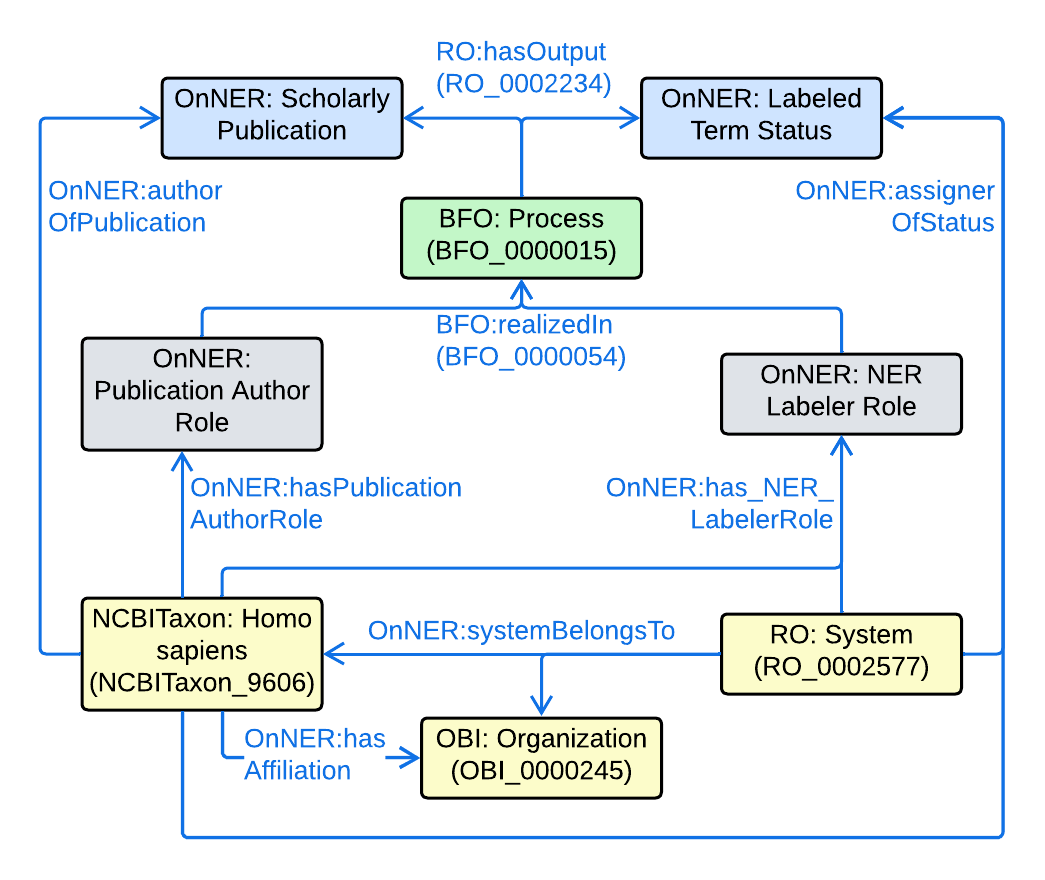 RO:hasOutput
(RO_0002234)
OnNER: Scholarly
Publication
OnNER: Labeled
Term Status
OnNER:author
OfPublication
OnNER:assigner
OfStatus
BFO: Process
(BFO_0000015)
BFO:realizedIn
(BFO_0000054)
OnNER:
Publication Author
Role
OnNER: NER
Labeler Role
OnNER:hasPublication
AuthorRole
OnNER:has_NER_
LabelerRole
NCBITaxon: Homo
sapiens
(NCBITaxon_9606)
OnNER:systemBelongsTo
RO: System
(RO_0002577)
OnNER:has
Affiliation
OBI: Organization
(OBI_0000245)